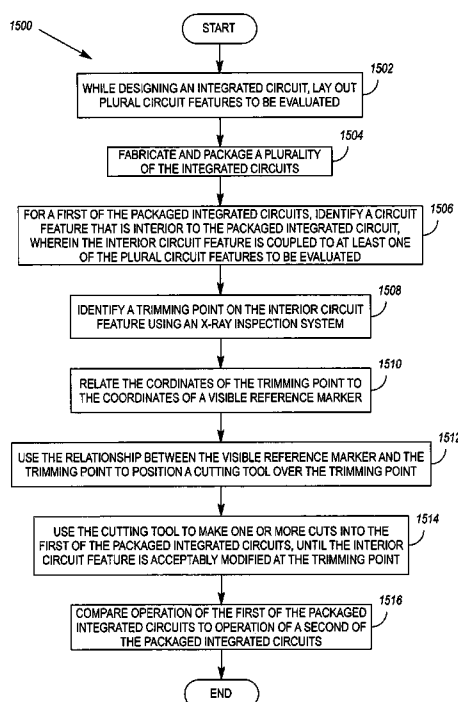 1500
START
1502
WHILE DESIGNING AN INTEGRATED CIRCUIT, LAY OUT
PLURAL CIRCUIT FEATURES TO BE EVALUATED
1504
FABRICATE AND PACKAGE A PLURALITY
OF THE INTEGRATED CIRCUITS
1506
FOR A FIRST OF THE PACKAGED INTEGRATED CIRCUITS, IDENTIFY A CIRCUIT
FEATURE THAT IS INTERIOR TO THE PACKAGED INTEGRATED CIRCUIT,
WHEREIN THE INTERIOR CIRCUIT FEATURE IS COUPLED TO AT LEAST ONE
OF THE PLURAL CIRCUIT FEATURES TO BE EVALUATED
1508
IDENTIFY A TRIMMING POINT ON THE INTERIOR CIRCUIT
FEATURE USING AN X-RAY INSPECTION SYSTEM
1510
RELATE THE CORDINATES OF THE TRIMMING POINT TO
THE COORDINATES OF A VISIBLE REFERENCE MARKER
1512
USE THE RELATIONSHIP BETWEEN THE VISIBLE REFERENCE MARKER AND THE
TRIMMING POINT TO POSITION A CUTTING TOOL OVER THE TRIMMING POINT
1514
USE THE CUTTING TOOL TO MAKE ONE OR MORE CUTS INTO THE
FIRST OF THE PACKAGED INTEGRATED CIRCUITS, UNTIL THE INTERIOR
CIRCUIT FEATURE IS ACCEPTABLY MODIFIED AT THE TRIMMING POINT
1516
COMPARE OPERATION OF THE FIRST OF THE PACKAGED
INTEGRATED CIRCUITS TO OPERATION OF A SECOND OF
THE PACKAGED INTEGRATED CIRCUITS
END